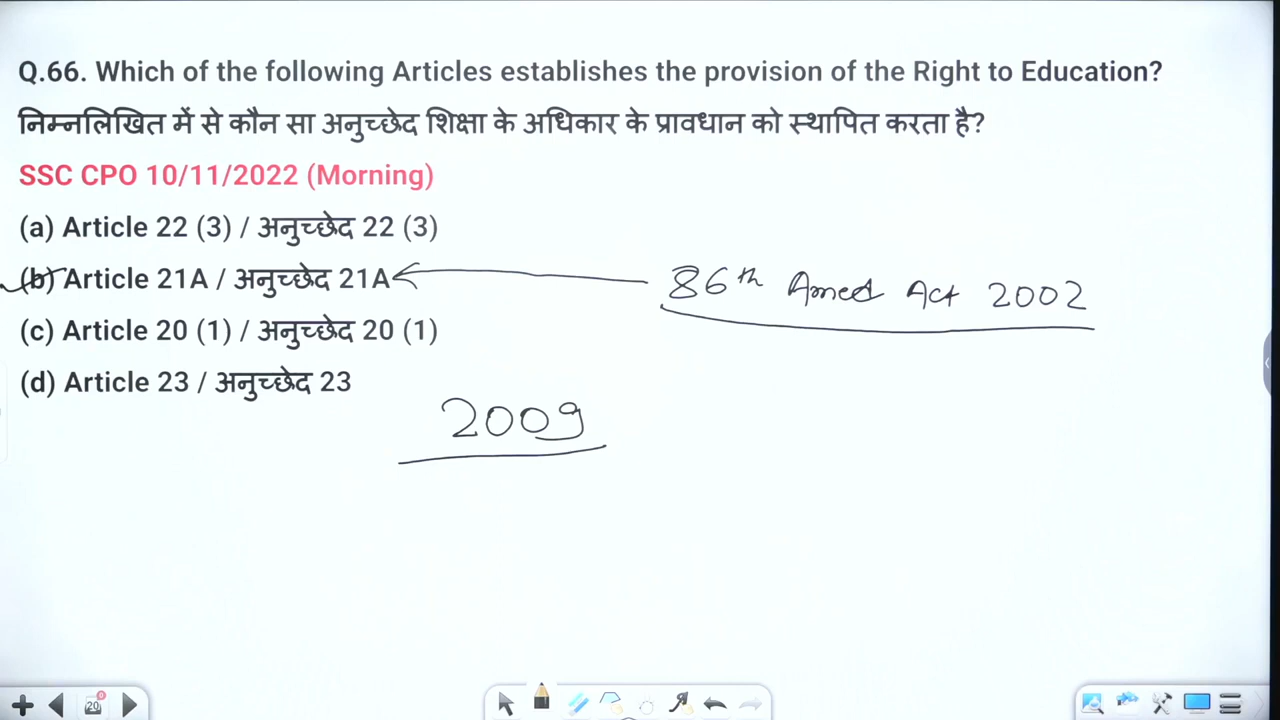 Q.66. Which of the following Articles establishes the provision of the Right to Education?
निम्नलिखित में से कौन सा अनुच्छेद शिक्षा के अधिकार के प्रावधान को स्थापित करता है?
SSC CPO 10/11/2022 (Morning)
(a) Article 22 (3) / अनुच्छेद 22 (3)
(b) Article 21A / अनुच्छेद 21A
86th Amed Act 2002
(c) Article 20 (1) / अनुच्छेद 20 (1)
(d) Article 23 / अनुच्छेद 23
2009
20
0